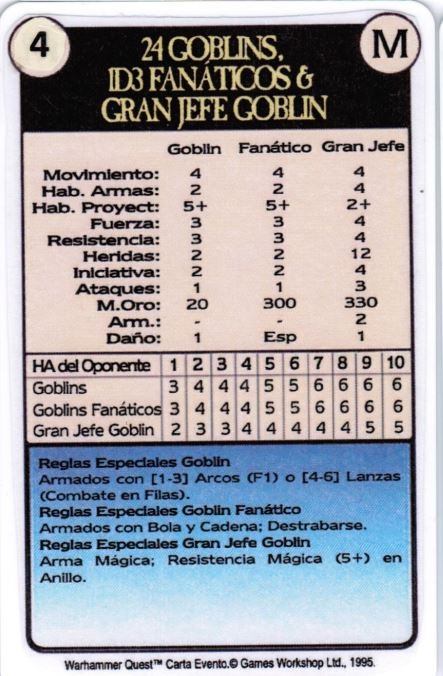 4
M
24 GOBLINS,
1D3 FANÁTICOS &
GRAN JEFE GOBLIN
Goblin Fanático Gran Jefe
Movimiento: 4 4 4
Hab. Armas: 2 2 4
Hab. Proyect: 5+ 5+ 2+
Fuerza: 3 3 4
Resistencia: 3 3 4
Heridas: 2 2 12
Iniciativa: 2 2 4
Ataques: 1 1 3
M.Oro: 20 300 330
Arm.: - - 2
Daño: 1 Esp 1
HA del Oponente 1 2 3 4 5 6 7 8 9 10
Goblins 3 4 4 4 5 5 6 6 6 6
Goblins Fanáticos 3 4 4 4 5 5 6 6 6 6
Gran Jefe Goblin 2 3 3 4 4 4 4 4 5 5
Reglas Especiales Goblin
Armados con [1-3] Arcos (F1) o [4-6] Lanzas
(Combate en Filas).
Reglas Especiales Goblin Fanático
Armados con Bola y Cadena; Destrabarse.
Reglas Especiales Gran Jefe Goblin
Arma Mágica; Resistencia Mágica (5+) en
Anillo.
Warhammer Quest™ Carta Evento.© Games Workshop Ltd., 1995.